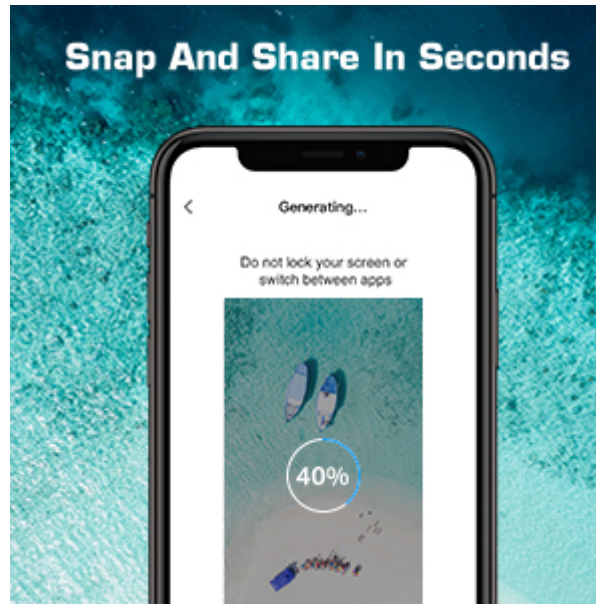 Snap And Share In Seconds
Generating...
Do not lock your screen or
switch between apps
40%